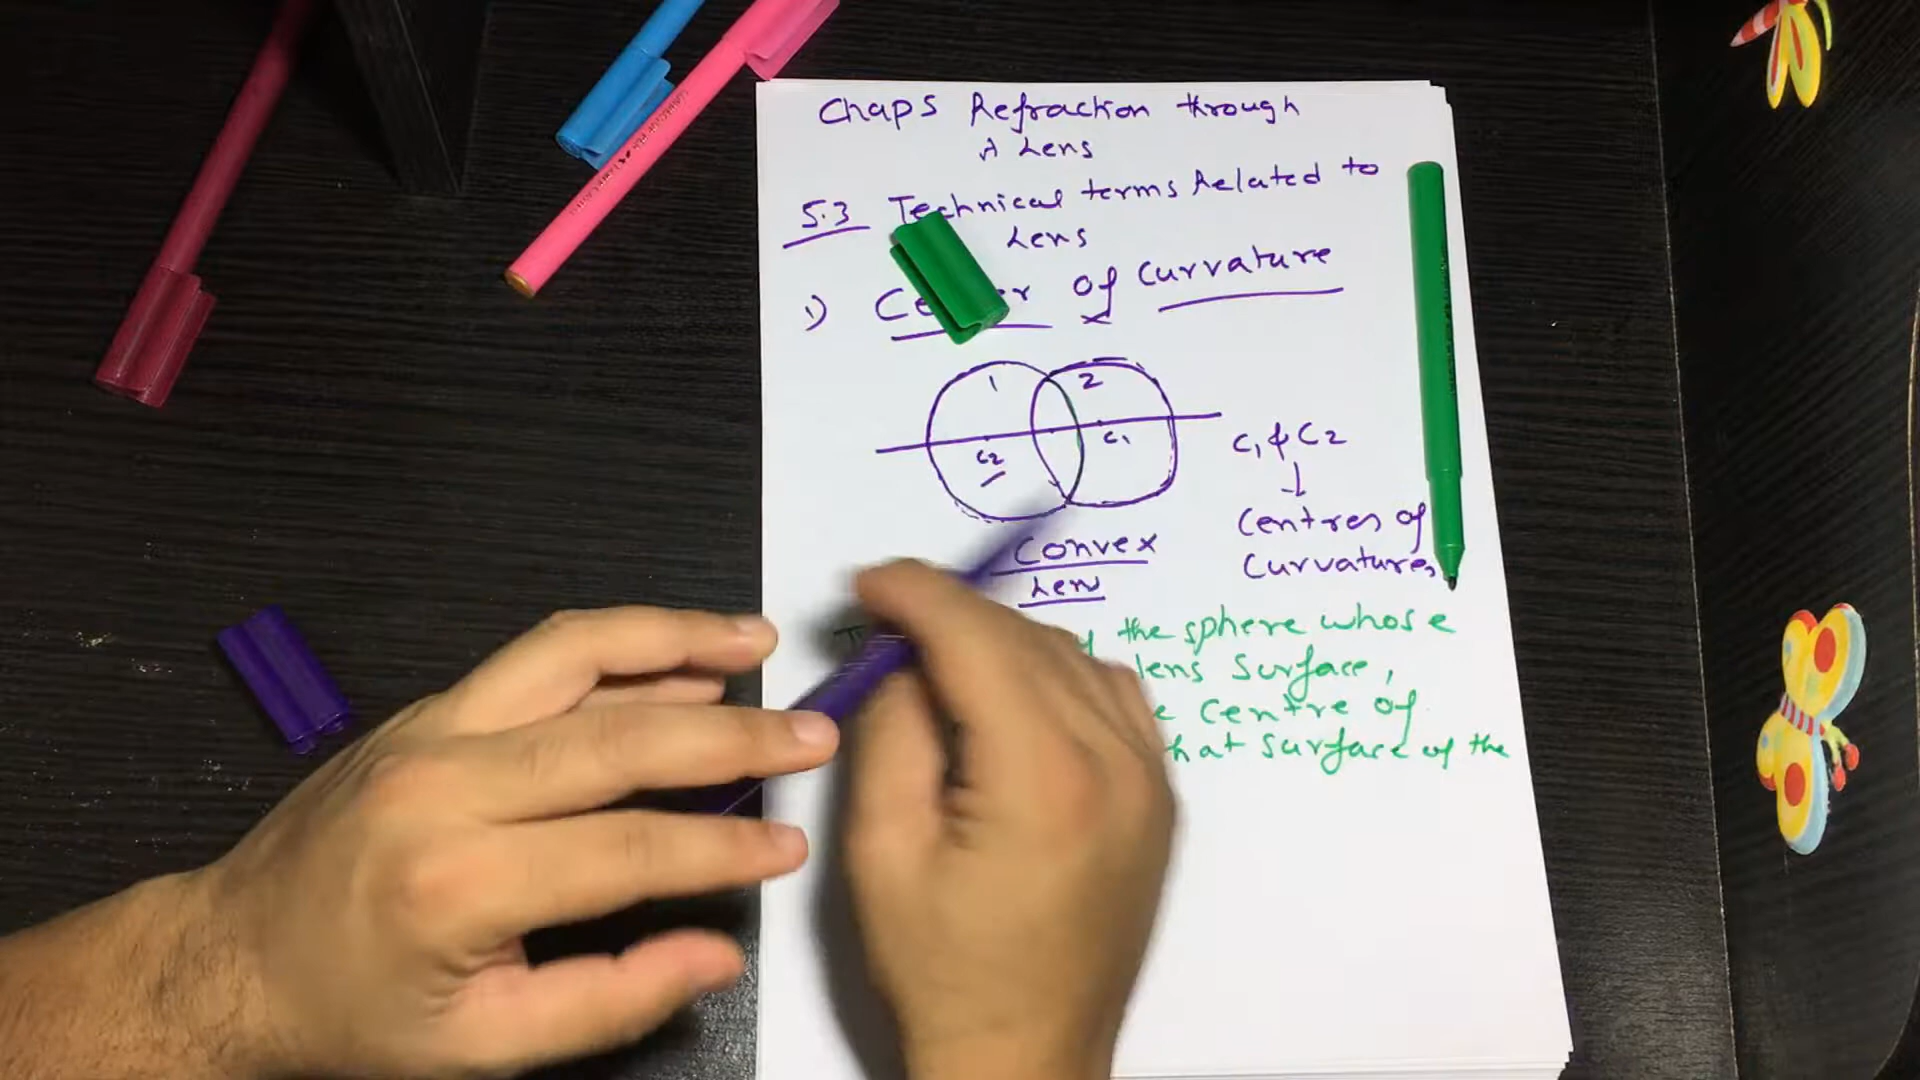 Chap5 Refraction through
A Lens
5.3 Technical terms Related to
Lens
1) of Curvature
1 2
C2 C1
C1 & C2
↓
Centres of
Curvatures
Convex
Lens
the sphere whose
lens surface,
centre of
that surface of the